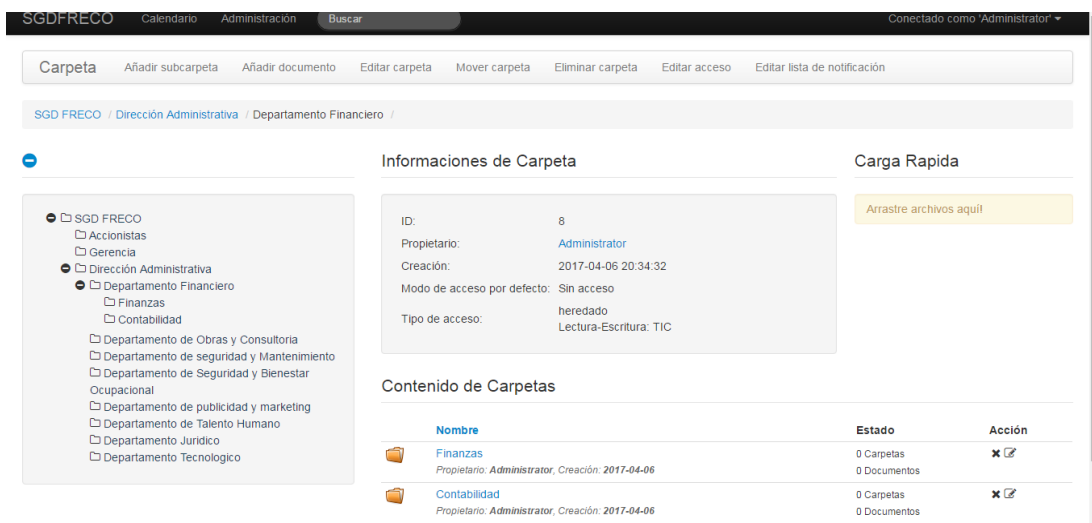 SGDFRECO Calendario Administración Buscar Conectado como 'Administrator'
Carpeta Añadir subcarpeta Añadir documento Editar carpeta Mover carpeta Eliminar carpeta Editar acceso Editar lista de notificación
SGD FRECO / Dirección Administrativa / Departamento Financiero /
SGD FRECO
Accionistas
Gerencia
Dirección Administrativa
Departamento Financiero
Finanzas
Contabilidad
Departamento de Obras y Consultoria
Departamento de seguridad y Mantenimiento
Departamento de Seguridad y Bienestar
Ocupacional
Departamento de publicidad y marketing
Departamento de Talento Humano
Departamento Juridico
Departamento Tecnologico
Informaciones de Carpeta
ID: 8
Propietario: Administrator
Creación: 2017-04-06 20:34:32
Modo de acceso por defecto: Sin acceso
Tipo de acceso: heredado
Lectura-Escritura: TIC
Contenido de Carpetas
Nombre Estado Acción
Finanzas 0 Carpetas
Propietario: Administrator, Creación: 2017-04-06 0 Documentos
Contabilidad 0 Carpetas
Propietario: Administrator, Creación: 2017-04-06 0 Documentos
Carga Rapida
Arrastre archivos aquí!